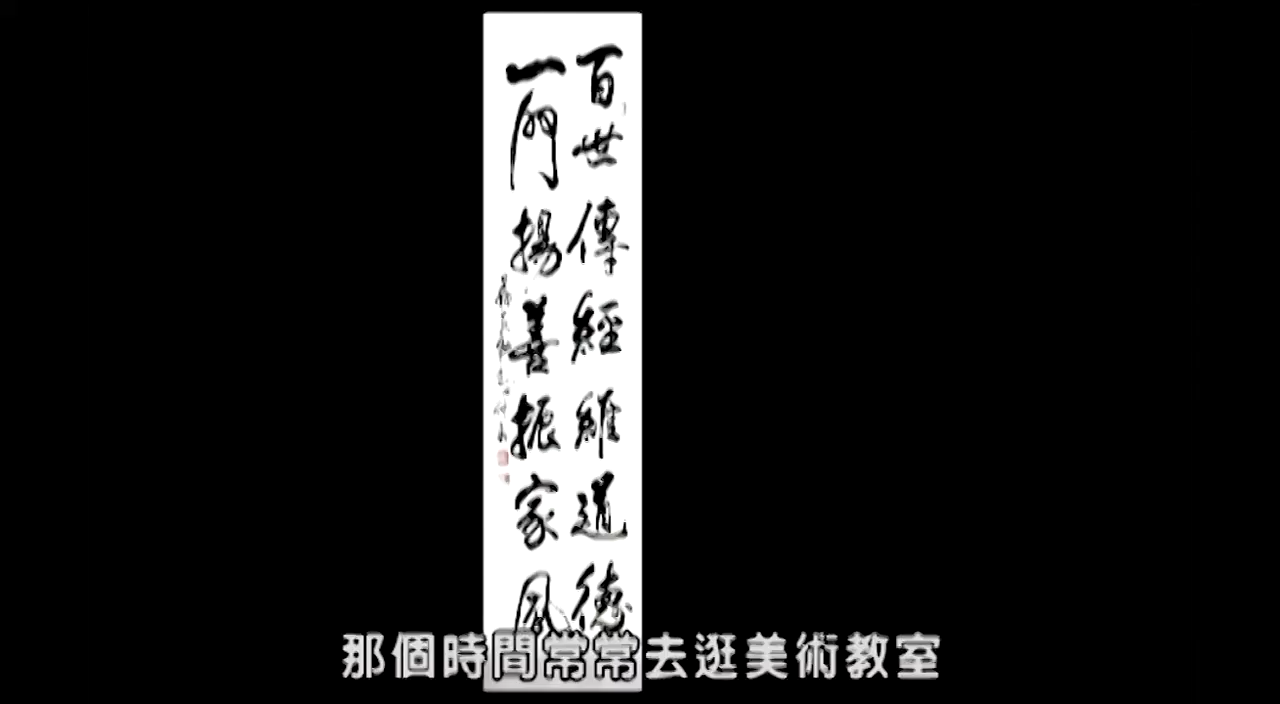 百世傳經維道德
一門揚善振家風
那個時間常常去逛美術教室